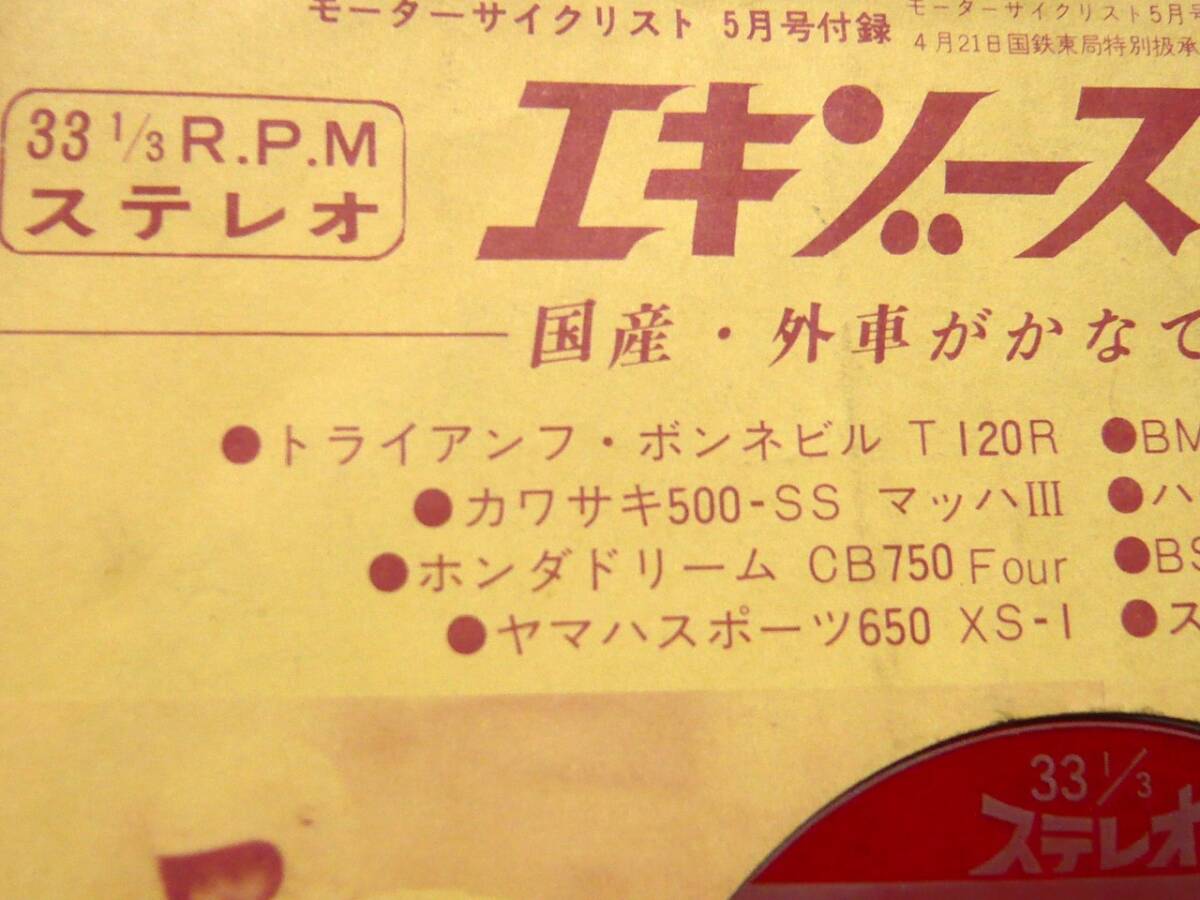 モーターサイクリスト 5月号付録
モーターサイクリスト5月号
4月21日国鉄東局特別扱承
33 1/3 R.P.M
ステレオ
エキゾース
国産・外車がかなで
●トライアンフ・ボンネビル T120R ●BM
●カワサキ500-SS マッハIII ●ハ
●ホンダドリーム CB750 Four ●BS
●ヤマハスポーツ650 XS-1 ●ス
33 1/3
ステレオ